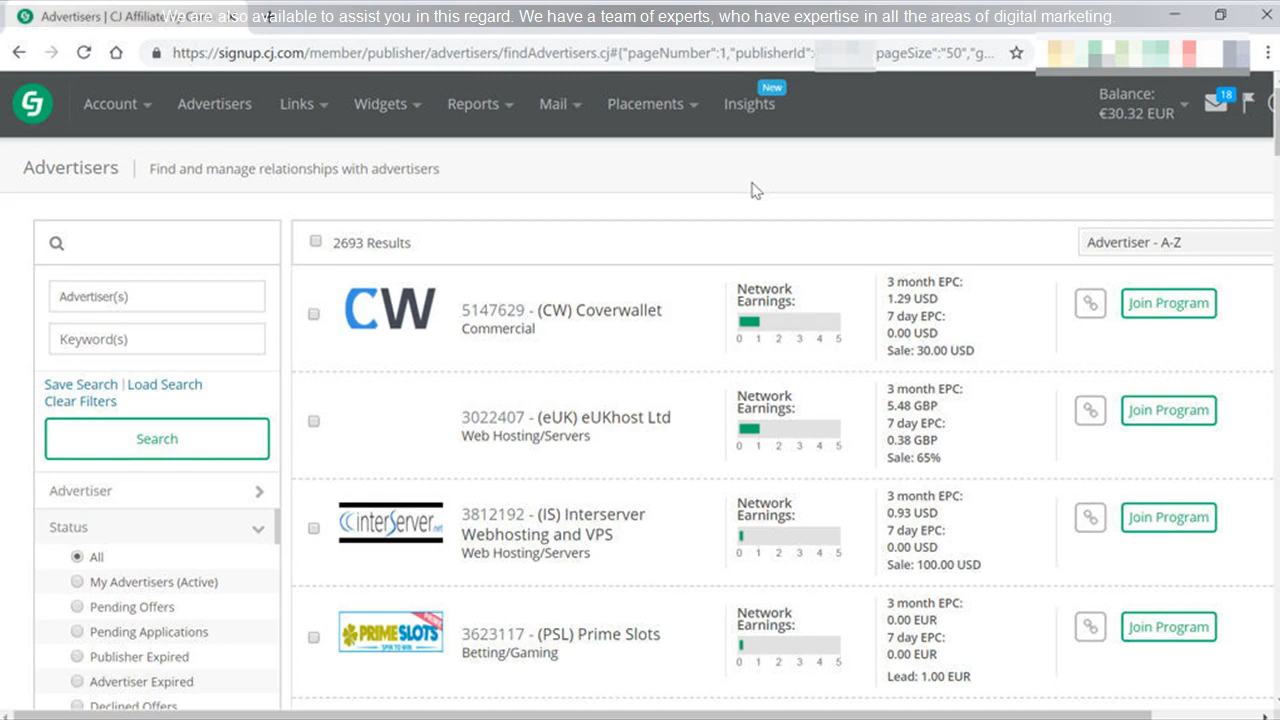 Advertisers | CJ Affiliate
We are also available to assist you in this regard. We have a team of experts, who have expertise in all the areas of digital marketing.
https://signup.cj.com/member/publisher/advertisers/findAdvertisers.cj#{"pageNumber":1,"publisherId":
pageSize":"50","g...
Account
Advertisers
Links
Widgets
Reports
Mail
Placements
Insights
New
Balance:
€30.32 EUR
18
Advertisers | Find and manage relationships with advertisers
2693 Results
Advertiser - A-Z
Advertiser(s)
Keyword(s)
Save Search | Load Search
Clear Filters
Search
Advertiser
Status
All
My Advertisers (Active)
Pending Offers
Pending Applications
Publisher Expired
Advertiser Expired
Declined Offers
CW
5147629 - (CW) Coverwallet
Commercial
Network
Earnings:
0 1 2 3 4 5
3 month EPC:
1.29 USD
7 day EPC:
0.00 USD
Sale: 30.00 USD
Join Program
3022407 - (eUK) eUKhost Ltd
Web Hosting/Servers
Network
Earnings:
0 1 2 3 4 5
3 month EPC:
5.48 GBP
7 day EPC:
0.38 GBP
Sale: 65%
Join Program
interServer.net
3812192 - (IS) Interserver
Webhosting and VPS
Web Hosting/Servers
Network
Earnings:
0 1 2 3 4 5
3 month EPC:
0.93 USD
7 day EPC:
0.00 USD
Sale: 100.00 USD
Join Program
PRIMESLOTS
SPIN TO WIN
3623117 - (PSL) Prime Slots
Betting/Gaming
Network
Earnings:
0 1 2 3 4 5
3 month EPC:
0.00 EUR
7 day EPC:
0.00 EUR
Lead: 1.00 EUR
Join Program